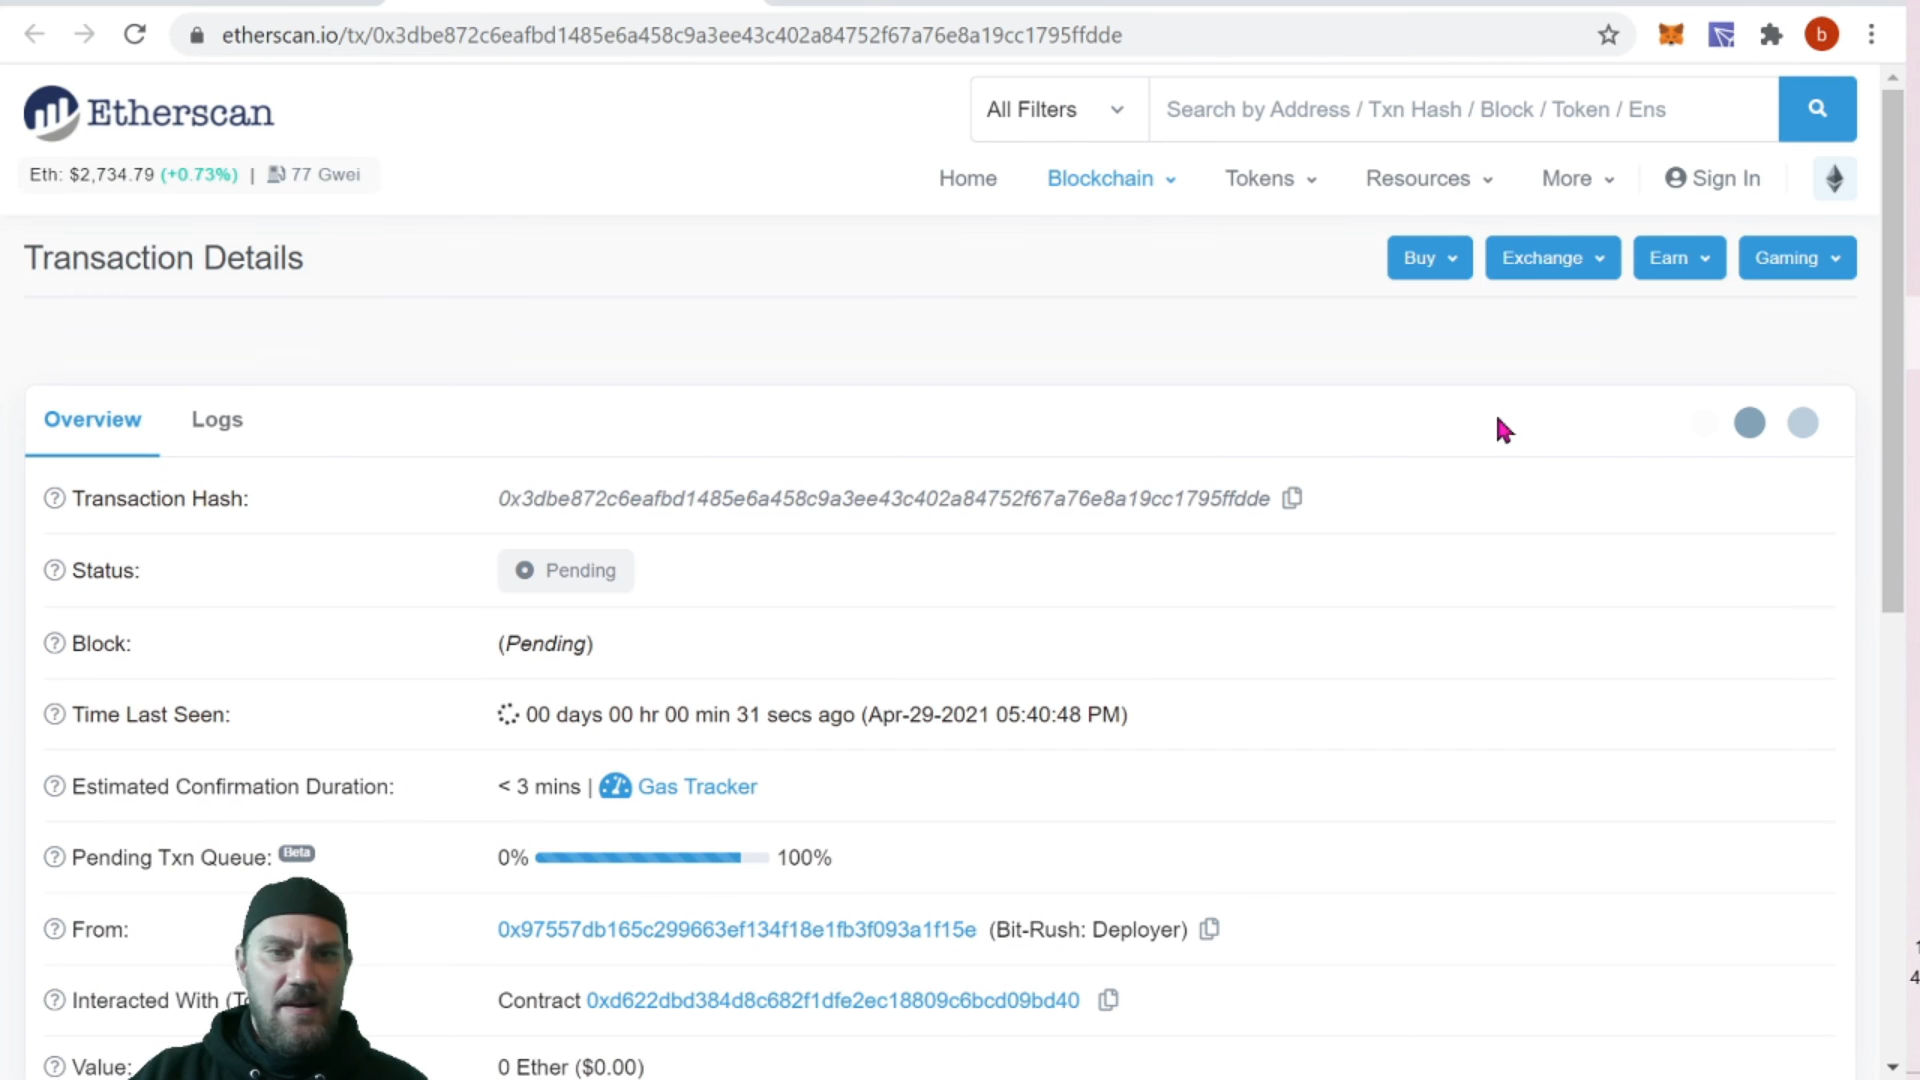 etherscan.io/tx/0x3dbe872c6eafbd1485e6a458c9a3ee43c402a84752f67a76e8a19cc1795ffdde
b
Etherscan
All Filters
Search by Address / Txn Hash / Block / Token / Ens
Eth: $2,734.79 (+0.73%) | 77 Gwei
Home Blockchain Tokens Resources More Sign In
Transaction Details
Buy Exchange Earn Gaming
Overview Logs
Transaction Hash: 0x3dbe872c6eafbd1485e6a458c9a3ee43c402a84752f67a76e8a19cc1795ffdde
Status: Pending
Block: (Pending)
Time Last Seen: 00 days 00 hr 00 min 31 secs ago (Apr-29-2021 05:40:48 PM)
Estimated Confirmation Duration: < 3 mins | Gas Tracker
Pending Txn Queue: Beta 0% 100%
From: 0x97557db165c299663ef134f18e1fb3f093a1f15e (Bit-Rush: Deployer)
Interacted With Contract 0xd622dbd384d8c682f1dfe2ec18809c6bcd09bd40
Value: 0 Ether ($0.00)